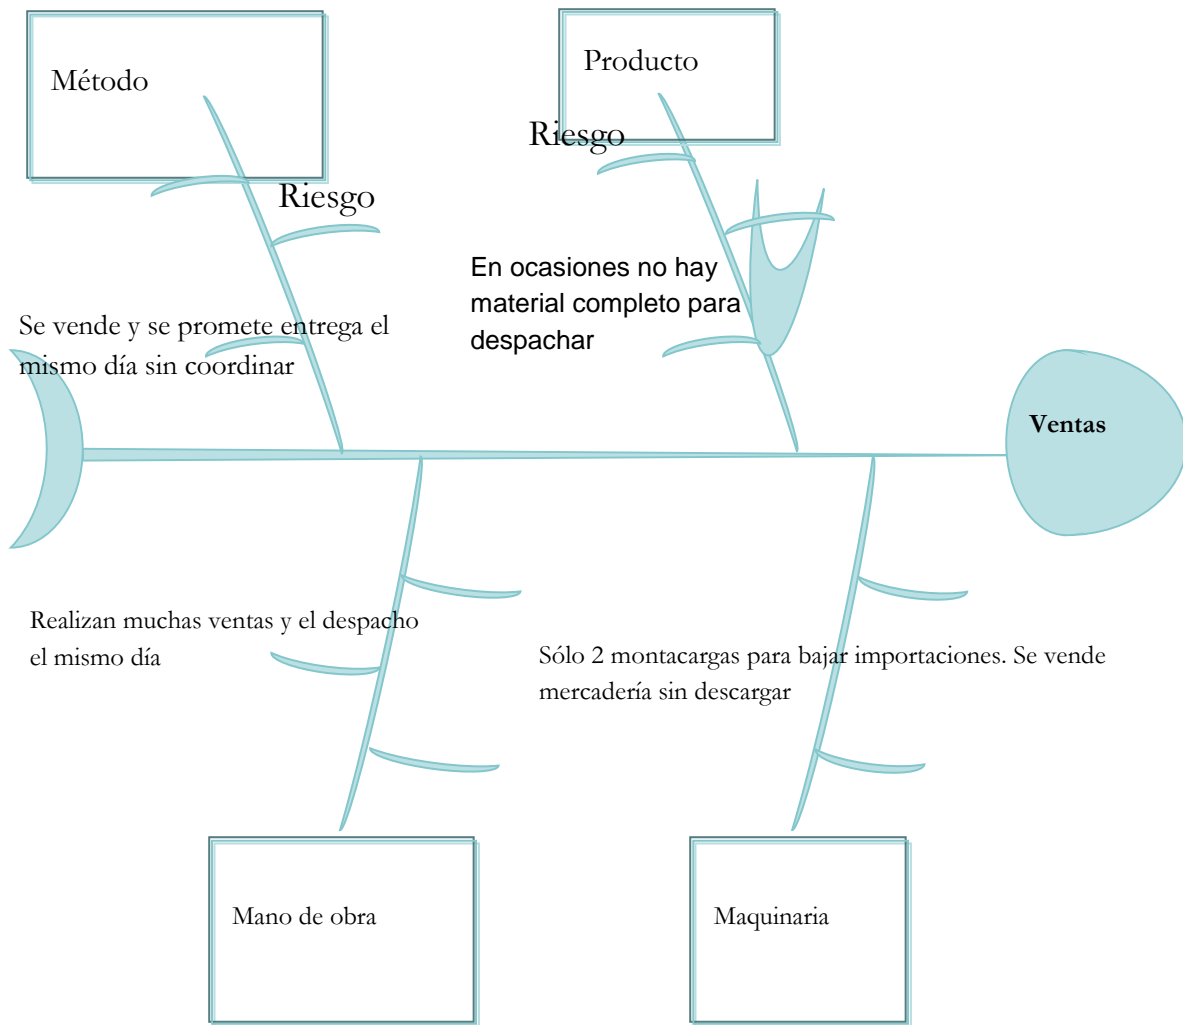 Método
Producto
Riesgo
Riesgo
En ocasiones no hay
material completo para
despachar
Se vende y se promete entrega el
mismo día sin coordinar
Ventas
Realizan muchas ventas y el despacho
el mismo día
Sólo 2 montacargas para bajar importaciones. Se vende
mercadería sin descargar
Mano de obra
Maquinaria